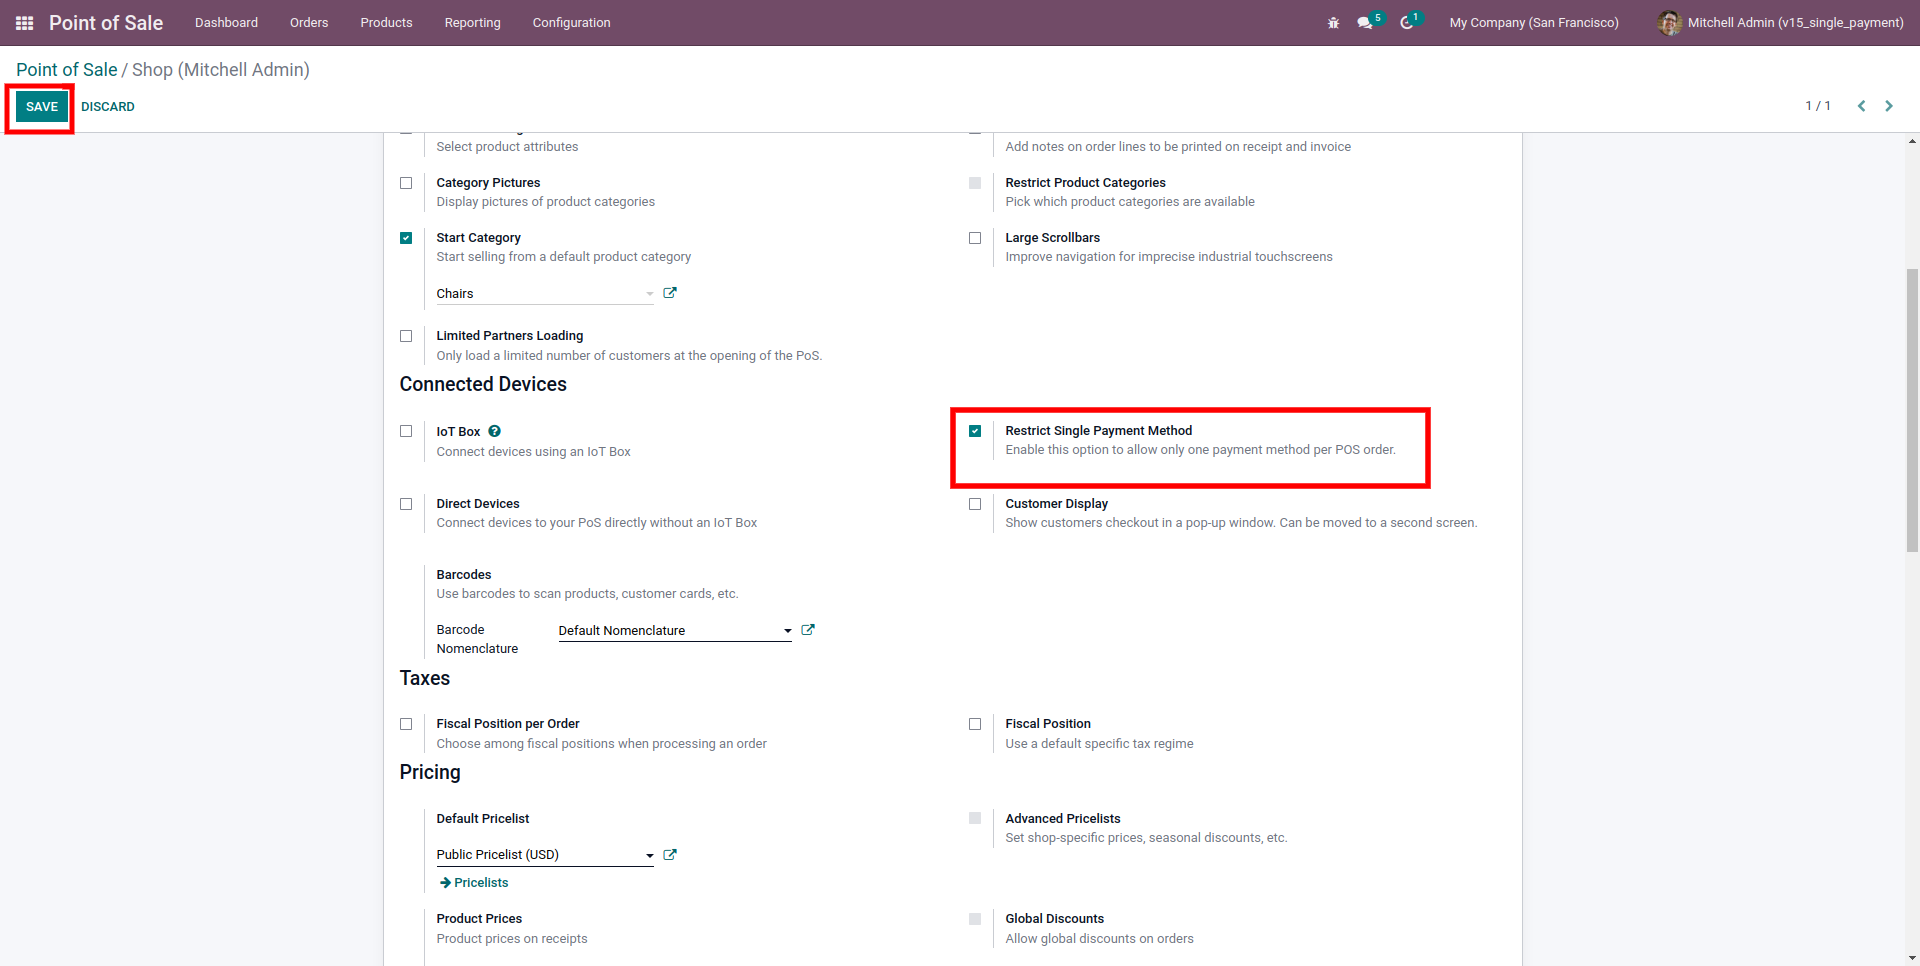 Point of Sale Dashboard Orders Products Reporting Configuration 5 1 My Company (San Francisco) Mitchell Admin (v15_single_payment)
Point of Sale / Shop (Mitchell Admin)
SAVE DISCARD 1 / 1
Select product attributes
Add notes on order lines to be printed on receipt and invoice
Category Pictures
Display pictures of product categories
Restrict Product Categories
Pick which product categories are available
Start Category
Start selling from a default product category
Chairs
Large Scrollbars
Improve navigation for imprecise industrial touchscreens
Limited Partners Loading
Only load a limited number of customers at the opening of the PoS.
Connected Devices
IoT Box ?
Connect devices using an IoT Box
Restrict Single Payment Method
Enable this option to allow only one payment method per POS order.
Direct Devices
Connect devices to your PoS directly without an IoT Box
Customer Display
Show customers checkout in a pop-up window. Can be moved to a second screen.
Barcodes
Use barcodes to scan products, customer cards, etc.
Barcode
Nomenclature
Default Nomenclature
Taxes
Fiscal Position per Order
Choose among fiscal positions when processing an order
Fiscal Position
Use a default specific tax regime
Pricing
Default Pricelist
Public Pricelist (USD)
Pricelists
Advanced Pricelists
Set shop-specific prices, seasonal discounts, etc.
Product Prices
Product prices on receipts
Global Discounts
Allow global discounts on orders